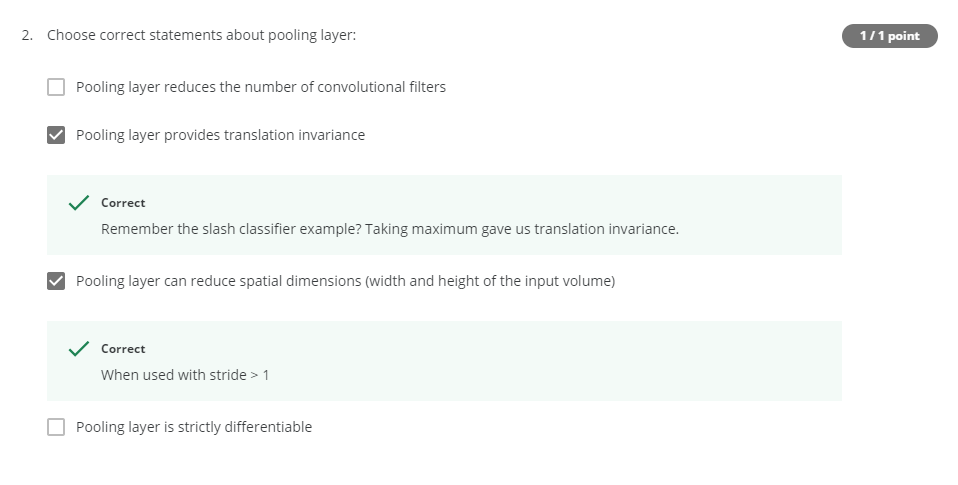 2. Choose correct statements about pooling layer:
1 / 1 point
Pooling layer reduces the number of convolutional filters
Pooling layer provides translation invariance
Correct
Remember the slash classifier example? Taking maximum gave us translation invariance.
Pooling layer can reduce spatial dimensions (width and height of the input volume)
Correct
When used with stride > 1
Pooling layer is strictly differentiable